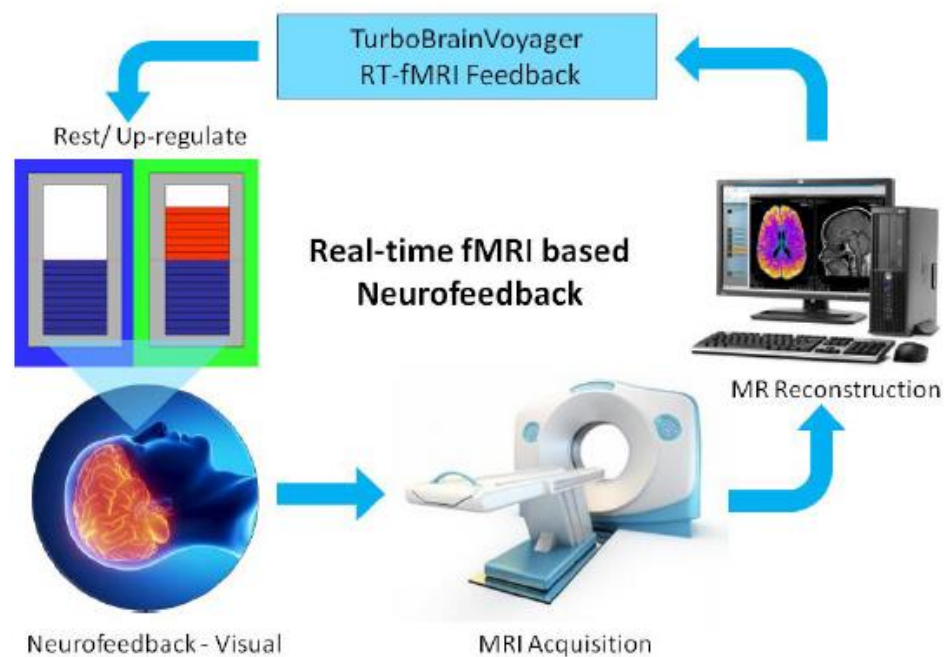 TurboBrainVoyager
RT-fMRI Feedback
Rest/ Up-regulate
Real-time fMRI based
Neurofeedback
MR Reconstruction
Neurofeedback - Visual
MRI Acquisition